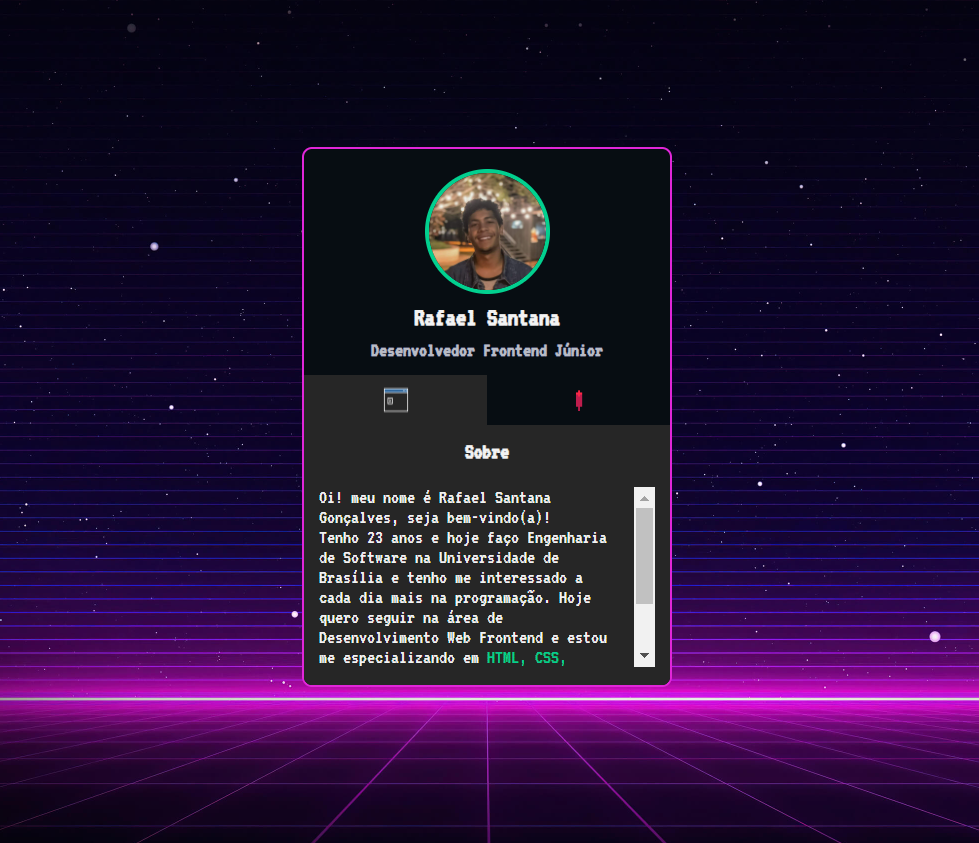 Rafael Santana
Desenvolvedor Frontend Júnior
Sobre
Oi! meu nome é Rafael Santana
Gonçalves, seja bem-vindo(a)!
Tenho 23 anos e hoje faço Engenharia
de Software na Universidade de
Brasília e tenho me interessado a
cada dia mais na programação. Hoje
quero seguir na área de
Desenvolvimento Web Frontend e estou
me especializando em HTML, CSS,